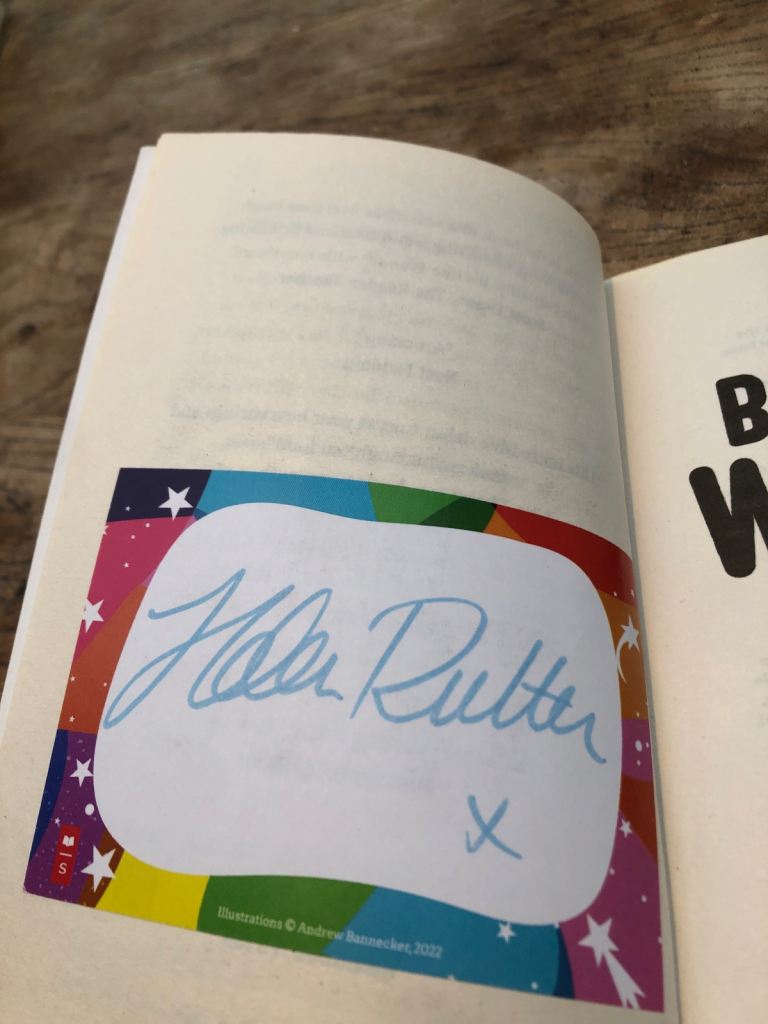 Helen Rutter
x
S
Illustrations © Andrew Bannecker, 2022
B
W